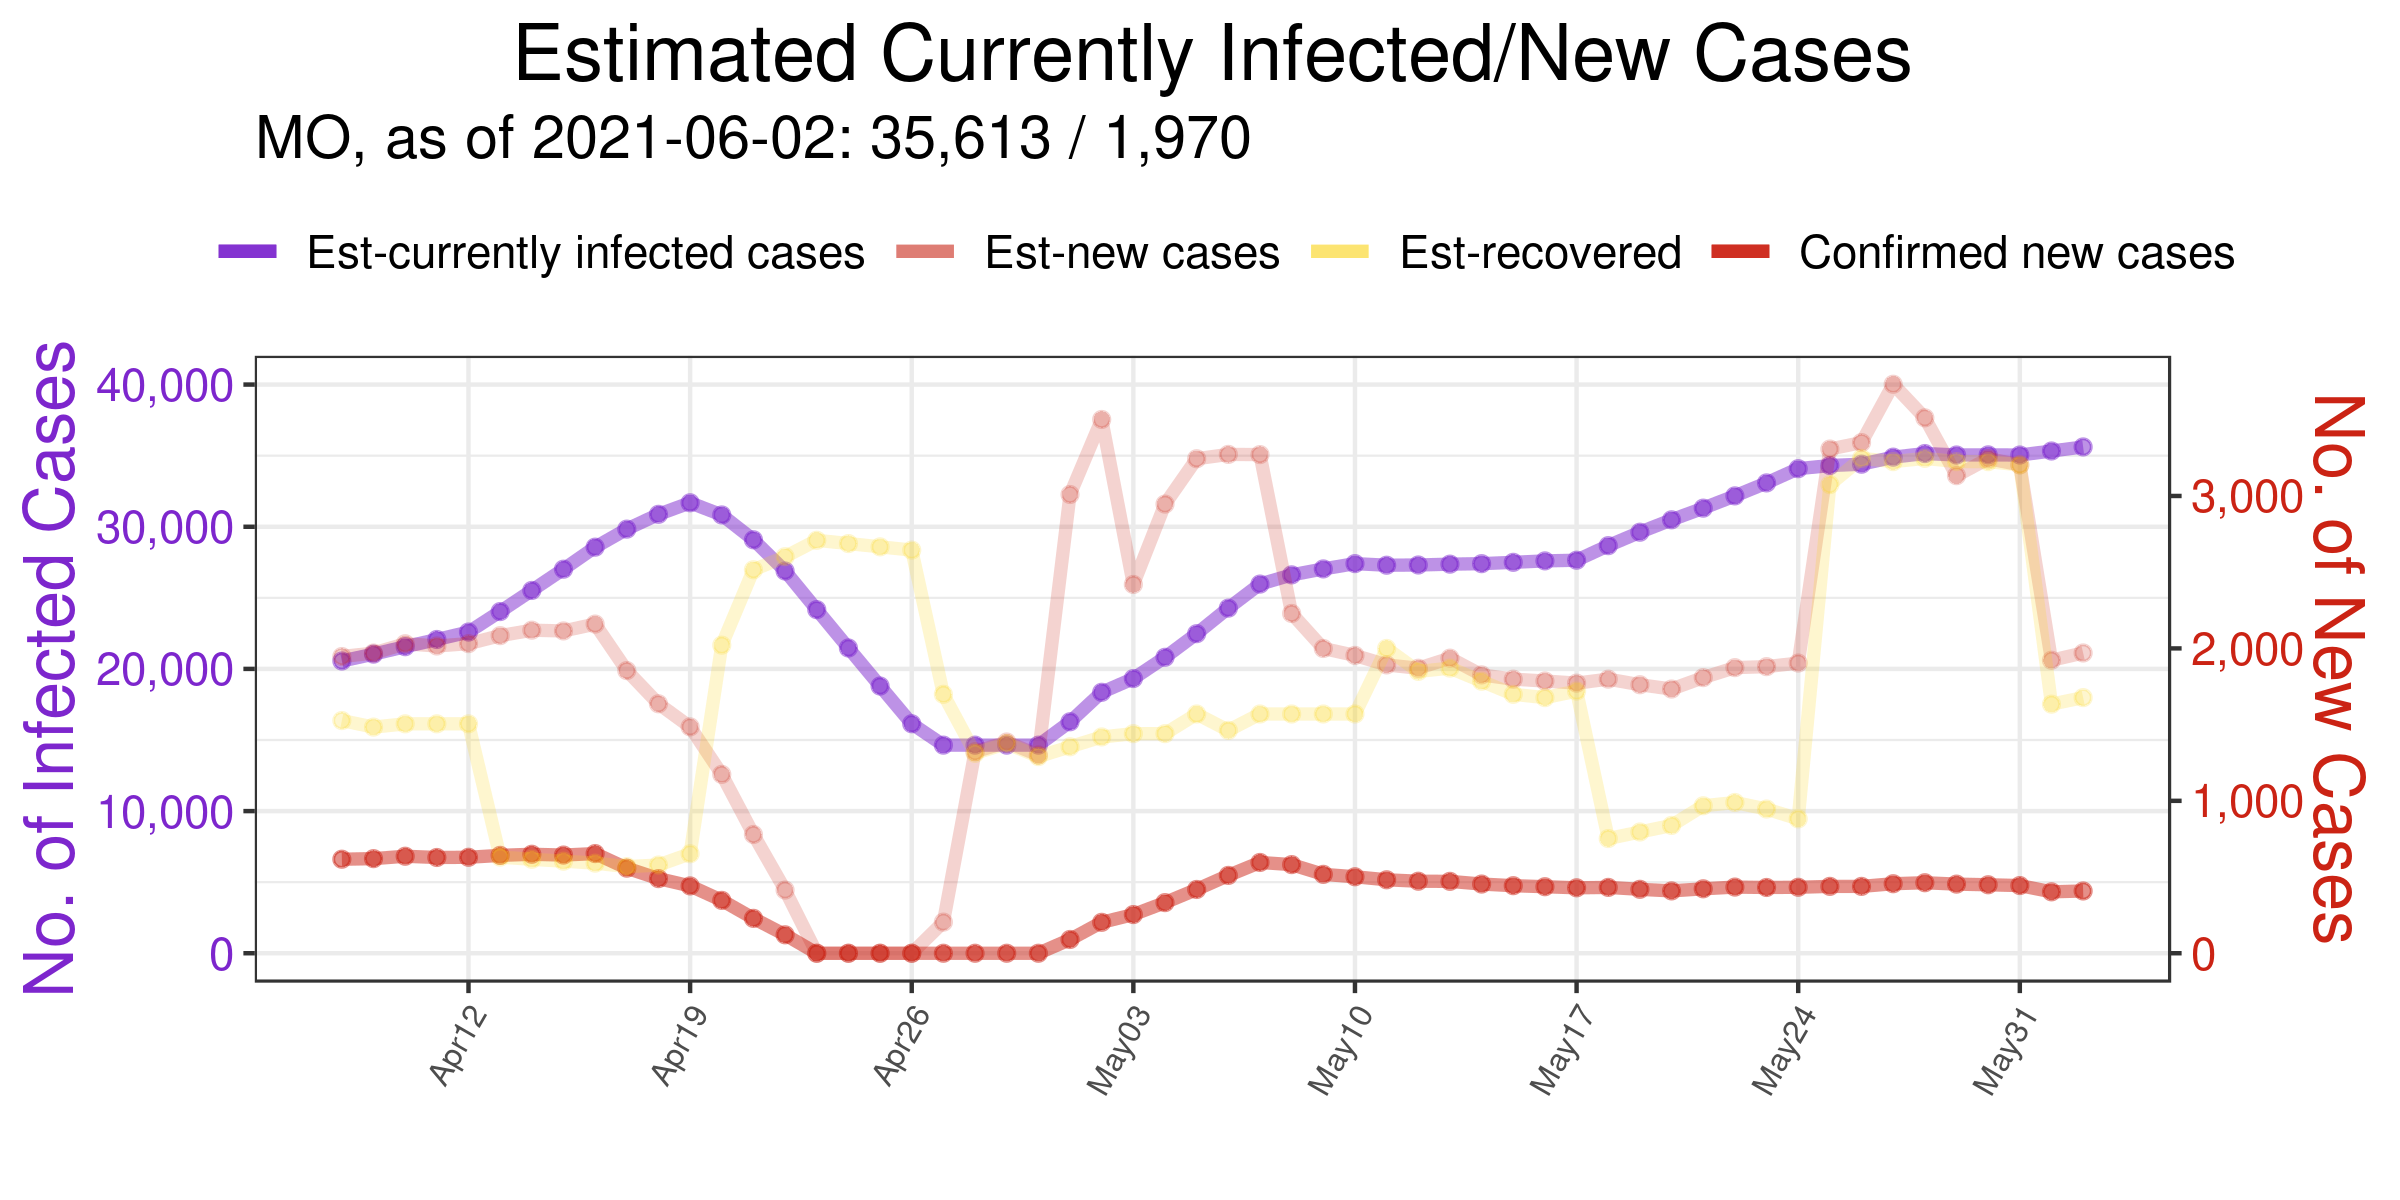 Estimated Currently Infected/New Cases
MO, as of 2021-06-02: 35,613 / 1,970
Est-currently infected cases Est-new cases Est-recovered Confirmed new cases
No. of Infected Cases
40,000
30,000
20,000
10,000
0
3,000
2,000
1,000
0
No. of New Cases
Apr12 Apr19 Apr26 May03 May10 May17 May24 May31